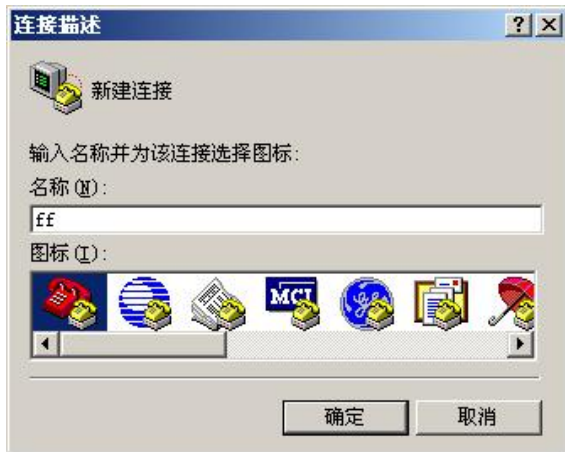 连接描述
新建连接
输入名称并为该连接选择图标:
名称(N):
ff
图标(I):
MCI
确定 取消